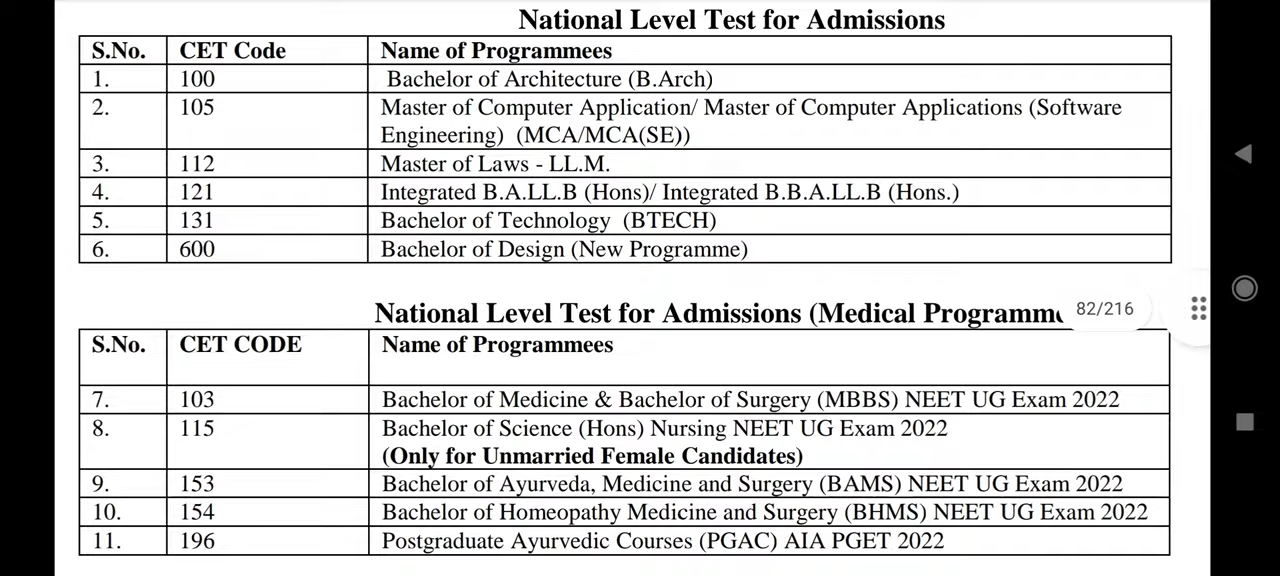 National Level Test for Admissions
S.No. CET Code Name of Programmees
1. 100 Bachelor of Architecture (B.Arch)
2. 105 Master of Computer Application/ Master of Computer Applications (Software
Engineering) (MCA/MCA(SE))
3. 112 Master of Laws - LL.M.
4. 121 Integrated B.A.LL.B (Hons)/ Integrated B.B.A.LL.B (Hons.)
5. 131 Bachelor of Technology (BTECH)
6. 600 Bachelor of Design (New Programme)
National Level Test for Admissions (Medical
82/216
S.No. CET CODE Name of Programmees
7. 103 Bachelor of Medicine & Bachelor of Surgery (MBBS) NEET UG Exam 2022
8. 115 Bachelor of Science (Hons) Nursing NEET UG Exam 2022
(Only for Unmarried Female Candidates)
9. 153 Bachelor of Ayurveda, Medicine and Surgery (BAMS) NEET UG Exam 2022
10. 154 Bachelor of Homeopathy Medicine and Surgery (BHMS) NEET UG Exam 2022
11. 196 Postgraduate Ayurvedic Courses (PGAC) AIA PGET 2022